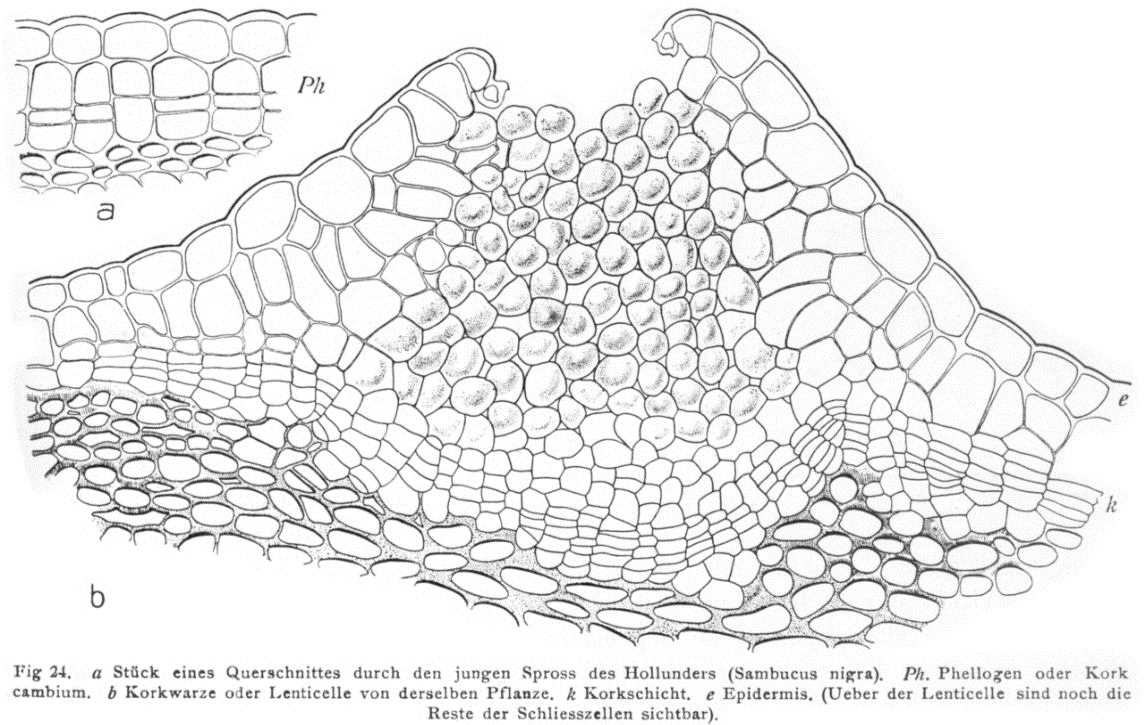 Ph
a
e
k
b
Fig 24. a Stück eines Querschnittes durch den jungen Spross des Hollunders (Sambucus nigra). Ph. Phellogen oder Kork
cambium. b Korkwarze oder Lenticelle von derselben Pflanze. k Korkschicht. e Epidermis. (Ueber der Lenticelle sind noch die
Reste der Schliesszellen sichtbar).